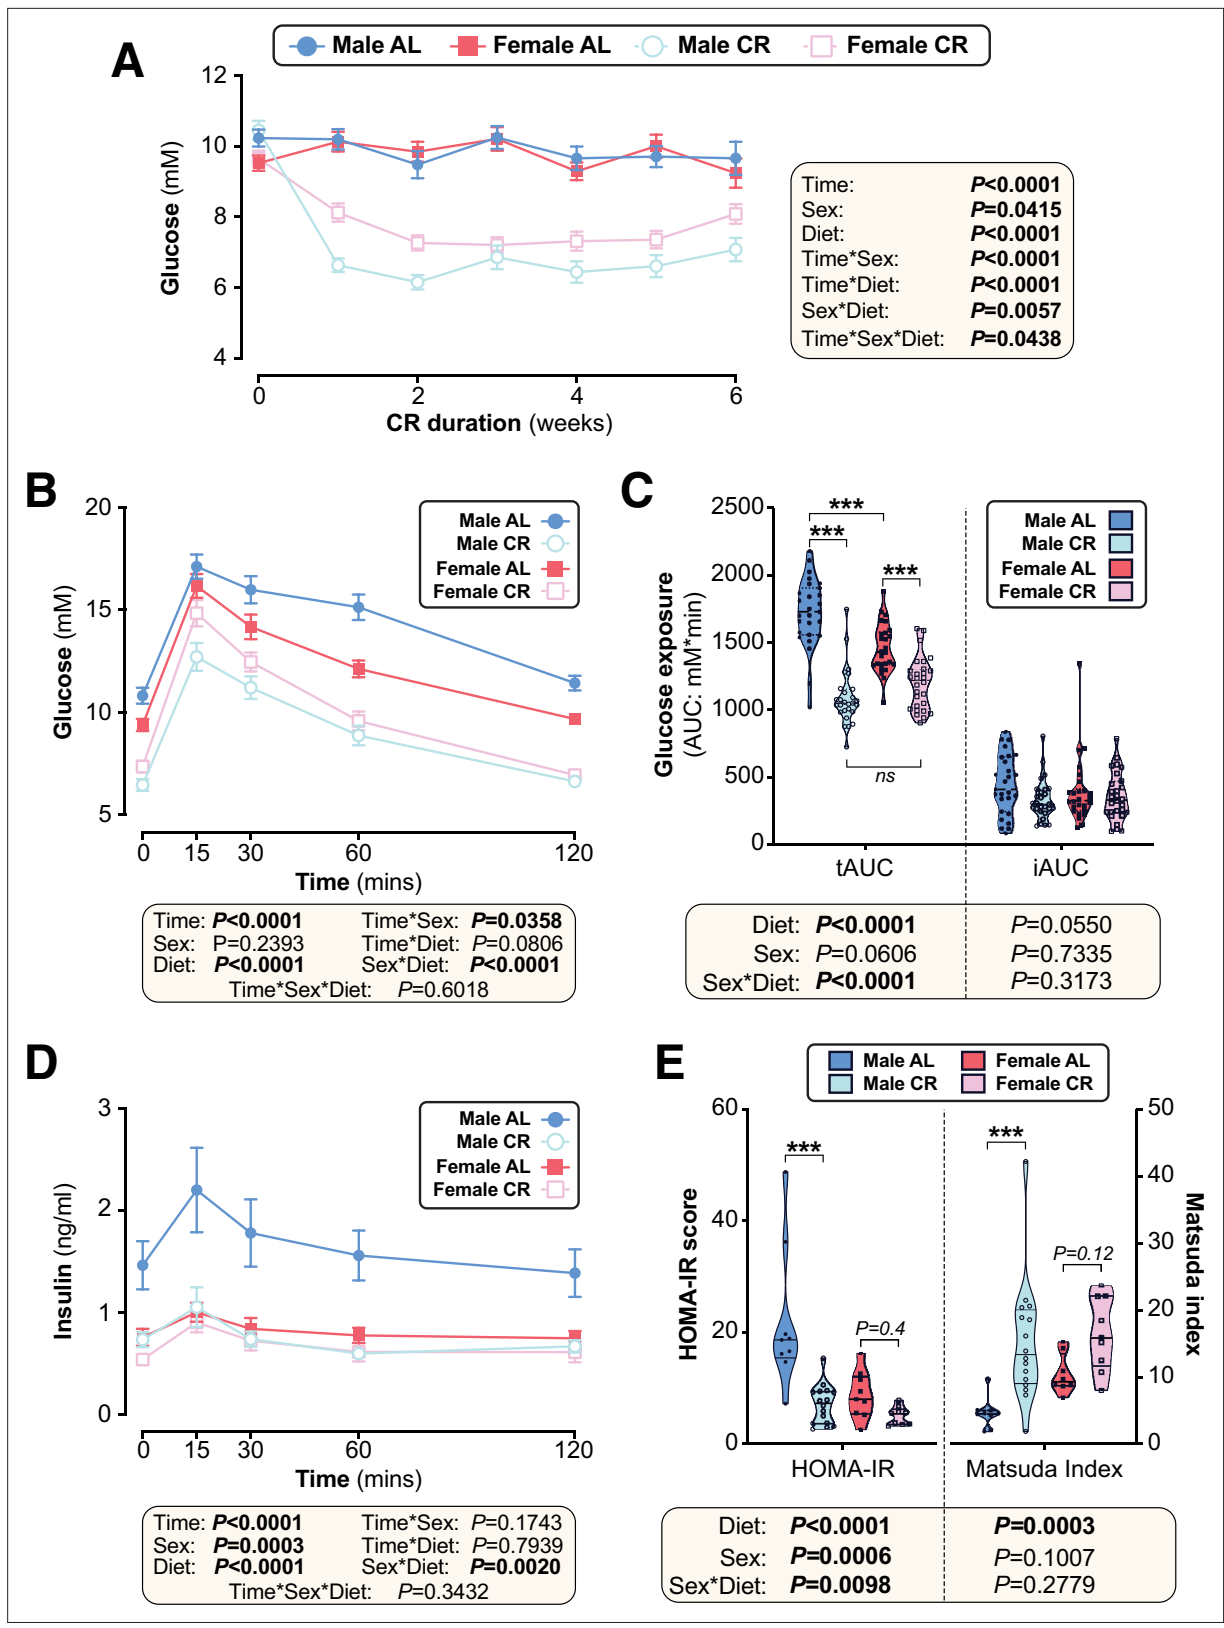 Male AL Female AL Male CR Female CR
A
12
10
8
6
4
Glucose (mM)
0 2 4 6
CR duration (weeks)
Time: P<0.0001
Sex: P=0.0415
Diet: P<0.0001
Time*Sex: P<0.0001
Time*Diet: P<0.0001
Sex*Diet: P=0.0057
Time*Sex*Diet: P=0.0438
B
20
15
10
5
Glucose (mM)
Male AL
Male CR
Female AL
Female CR
0 15 30 60 120
Time (mins)
Time: P<0.0001 Time*Sex: P=0.0358
Sex: P=0.2393 Time*Diet: P=0.0806
Diet: P<0.0001 Sex*Diet: P<0.0001
Time*Sex*Diet: P=0.6018
C
2500
2000
1500
1000
500
0
Glucose exposure
(AUC: mM*min)
***
***
***
ns
Male AL
Male CR
Female AL
Female CR
tAUC iAUC
Diet: P<0.0001 P=0.0550
Sex: P=0.0606 P=0.7335
Sex*Diet: P<0.0001 P=0.3173
D
3
2
1
0
Insulin (ng/ml)
Male AL
Male CR
Female AL
Female CR
0 15 30 60 120
Time (mins)
Time: P<0.0001 Time*Sex: P=0.1743
Sex: P=0.0003 Time*Diet: P=0.7939
Diet: P<0.0001 Sex*Diet: P=0.0020
Time*Sex*Diet: P=0.3432
E
Male AL Female AL
Male CR Female CR
60
40
20
0
HOMA-IR score
***
P=0.4
***
P=0.12
50
40
30
20
10
0
Matsuda index
HOMA-IR Matsuda Index
Diet: P<0.0001 P=0.0003
Sex: P=0.0006 P=0.1007
Sex*Diet: P=0.0098 P=0.2779